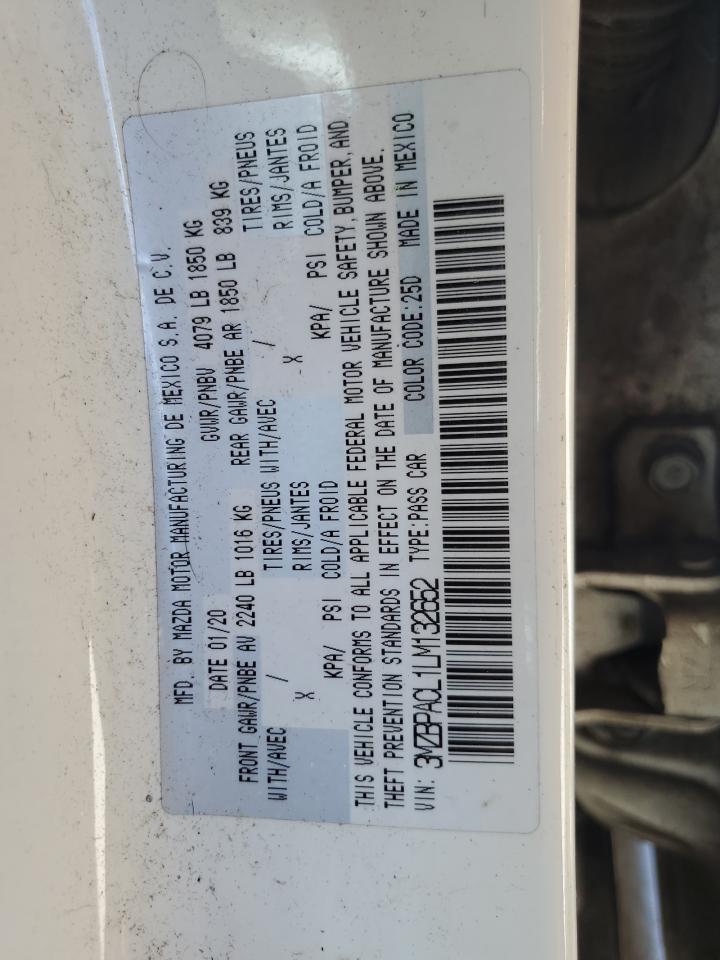 MFD. BY MAZDA MOTOR MANUFACTURING DE MEXICO S.A. DE C.V.
DATE 01/20 GVWR/PNBV 4079 LB 1850 KG
FRONT GAWR/PNBE AV 2240 LB 1016 KG REAR GAWR/PNBE AR 1850 LB 839 KG
WITH/AVEC / TIRES/PNEUS WITH/AVEC / TIRES/PNEUS
X RIMS/JANTES X RIMS/JANTES
KPA/ PSI COLD/A FROID KPA/ PSI COLD/A FROID
THIS VEHICLE CONFORMS TO ALL APPLICABLE FEDERAL MOTOR VEHICLE SAFETY, BUMPER, AND
THEFT PREVENTION STANDARDS IN EFFECT ON THE DATE OF MANUFACTURE SHOWN ABOVE.
VIN: 3MZBPACL1LM132652 TYPE:PASS CAR COLOR CODE:25D MADE IN MEXICO